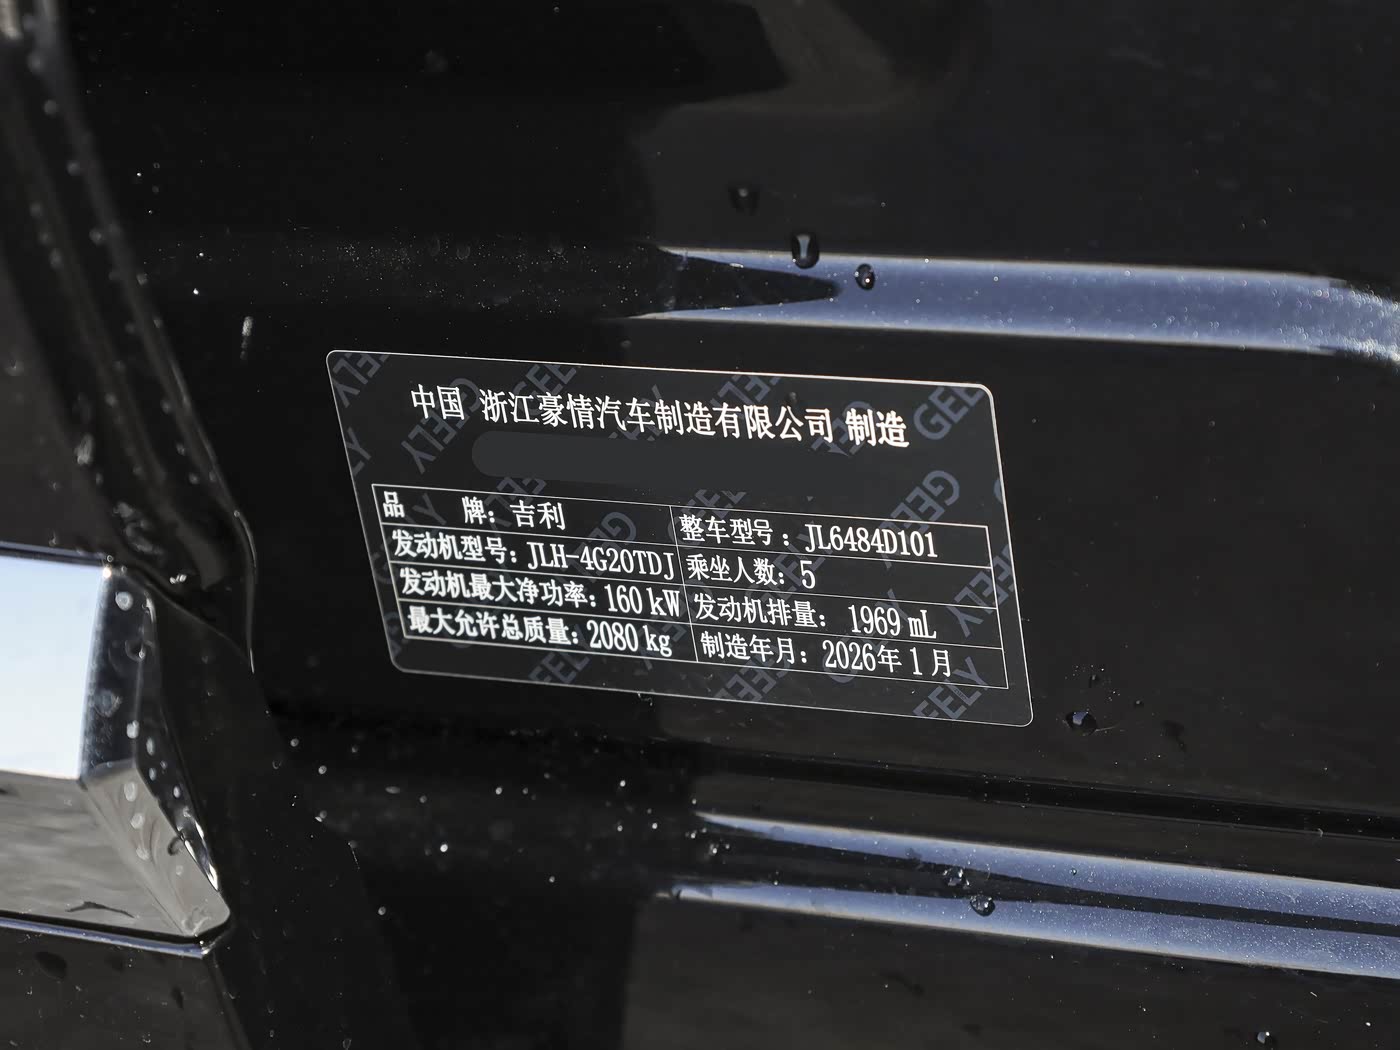 中国 浙江豪情汽车制造有限公司 制造
品 牌：吉利
整车型号：JL6484D101
发动机型号：JLH-4G20TDJ
乘坐人数：5
发动机最大净功率：160 kW
发动机排量： 1969 mL
最大允许总质量：2080 kg
制造年月：2026年 1 月